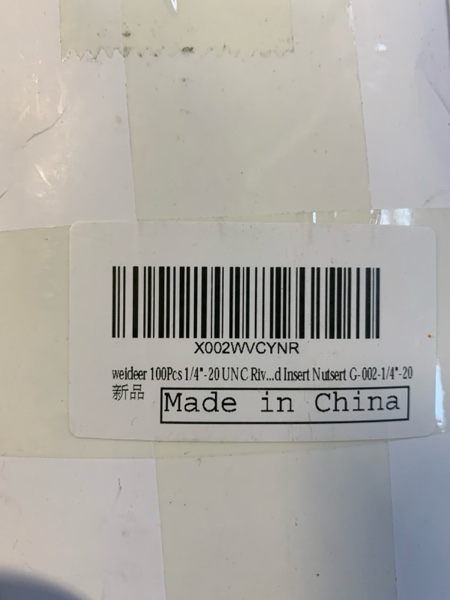 X002WVCYNR
weideer 100Pcs 1/4"-20 UNC Riv...d Insert Nutsert G-002-1/4"-20
新品
Made in China